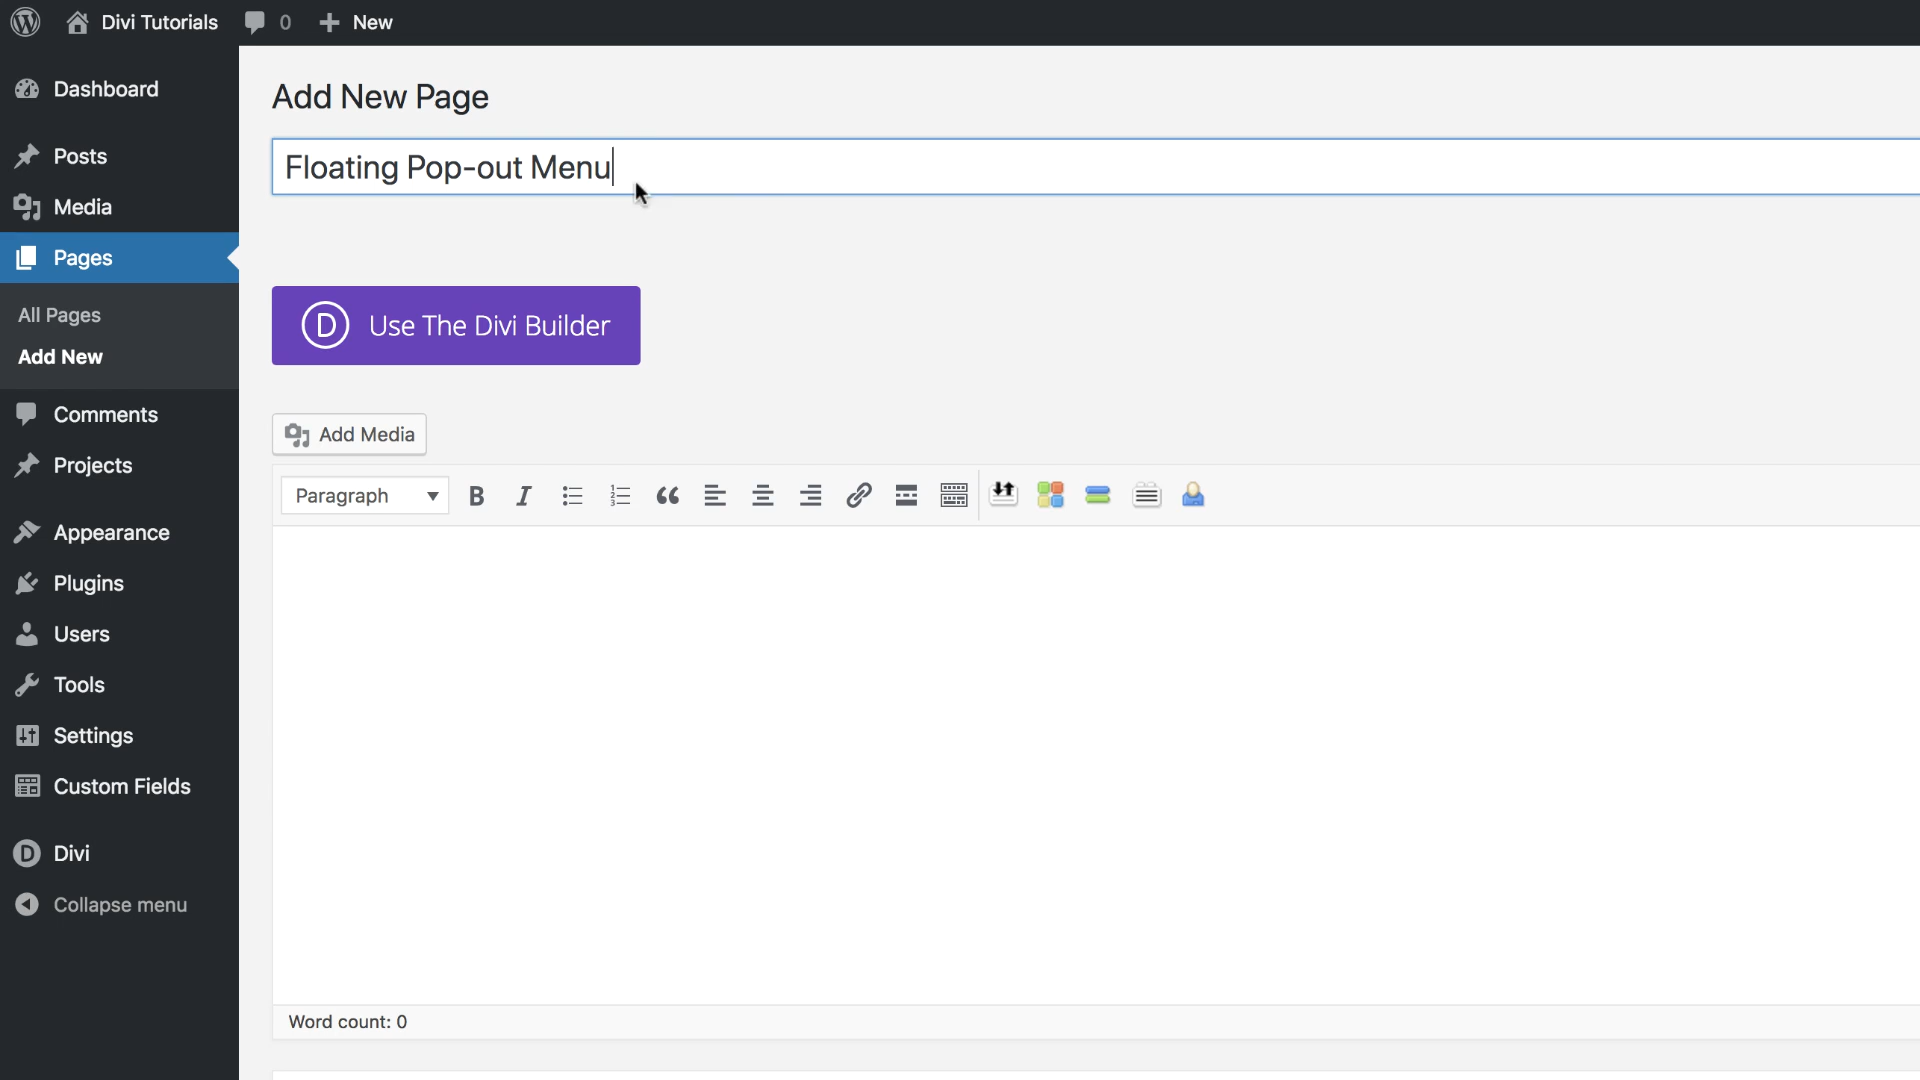 Divi Tutorials 0 New
Dashboard
Posts
Media
Pages
All Pages
Add New
Comments
Projects
Appearance
Plugins
Users
Tools
Settings
Custom Fields
Divi
Collapse menu
Add New Page
Floating Pop-out Menu
D Use The Divi Builder
Add Media
Paragraph
Word count: 0